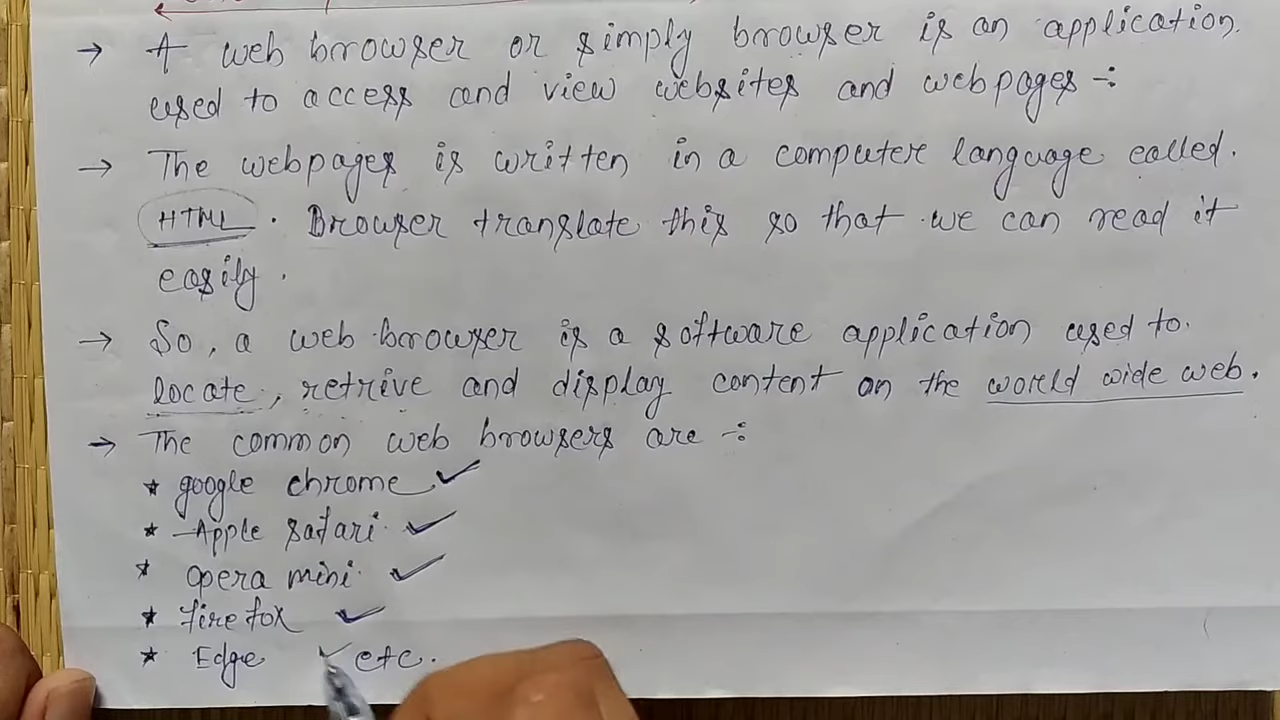 → A web browser or simply browser is an application.
used to access and view websites and webpages :-
→ The webpages is written in a computer language called.
HTML . Browser translate this so that we can read it
easily .
→ So, a web browser is a software application used to.
locate, retrive and display content on the world wide web.
→ The common web browsers are :-
* google chrome ✓
* Apple safari ✓
* opera mini ✓
* firefox ✓
* Edge ✓ etc.